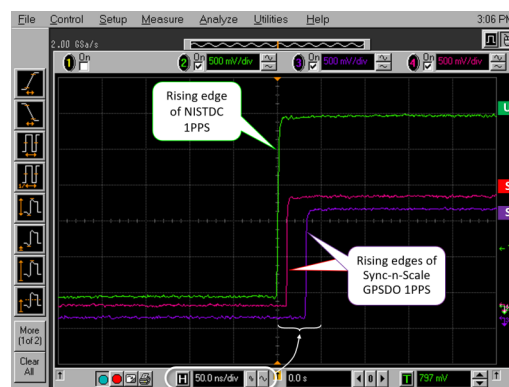 File Control Setup Measure Analyze Utilities Help 3:06 PM
2.00 GSa/s
1 On 2 On 500 mV/div 3 On 500 mV/div 4 On 500 mV/div
Rising edge
of NISTDC
1PPS
Rising edges of
Sync-n-Scale
GPSDO 1PPS
More
(1of 2)
Clear
All
H 50.0 ns/div 0.0 s 0 T 797 mV